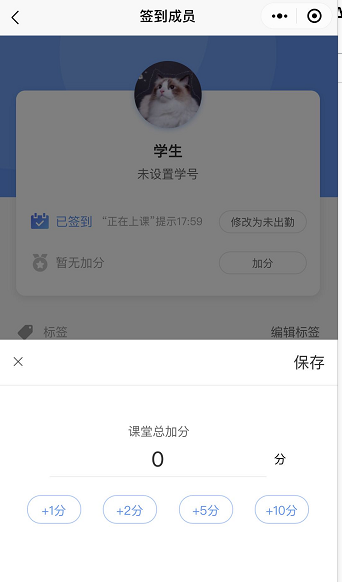 签到成员
学生
未设置学号
已签到 “正在上课”提示17:59 修改为未出勤
暂无加分 加分
标签 编辑标签
保存
课堂总加分
0 分
+1分 +2分 +5分 +10分